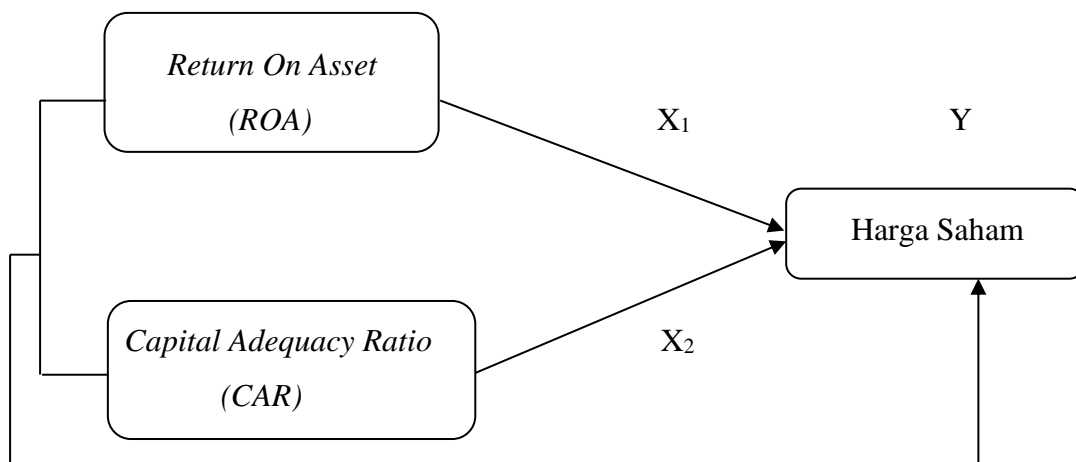 Return On Asset
(ROA)
X₁
Y
Harga Saham
Capital Adequacy Ratio
(CAR)
X₂